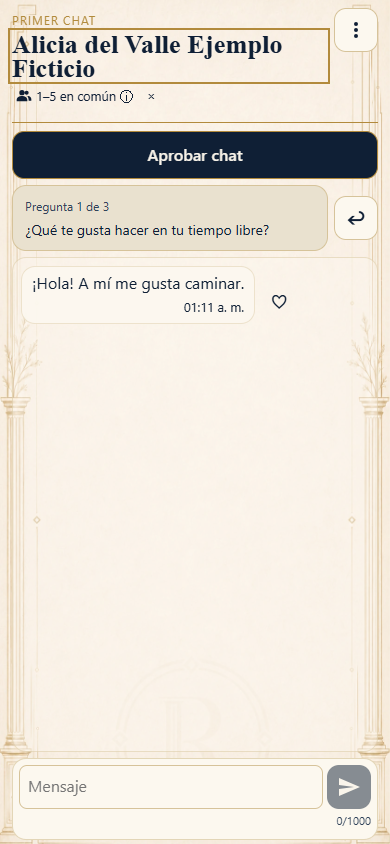 PRIMER CHAT
Alicia del Valle Ejemplo
Ficticio
1–5 en común
Aprobar chat
Pregunta 1 de 3
¿Qué te gusta hacer en tu tiempo libre?
¡Hola! A mí me gusta caminar.
01:11 a. m.
Mensaje
0/1000